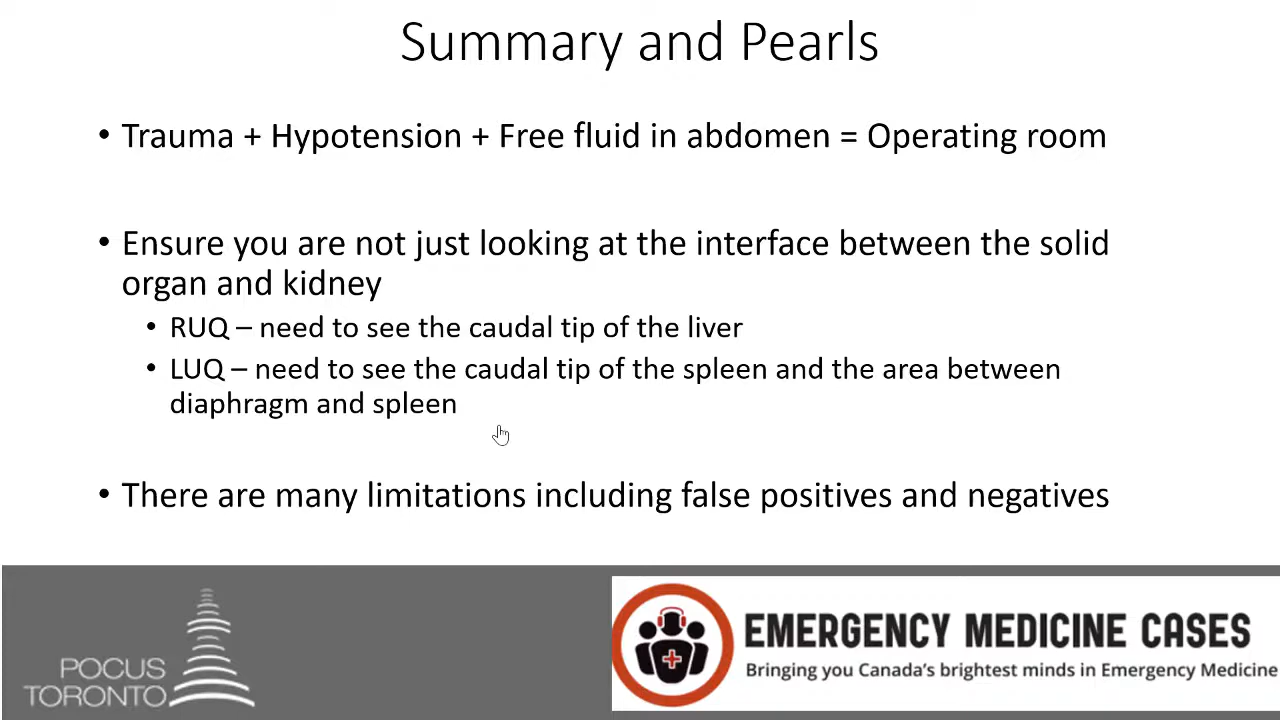 Summary and Pearls
• Trauma + Hypotension + Free fluid in abdomen = Operating room
• Ensure you are not just looking at the interface between the solid
organ and kidney
• RUQ – need to see the caudal tip of the liver
• LUQ – need to see the caudal tip of the spleen and the area between
diaphragm and spleen
• There are many limitations including false positives and negatives
POCUS
TORONTO
EMERGENCY MEDICINE CASES
Bringing you Canada's brightest minds in Emergency Medicine